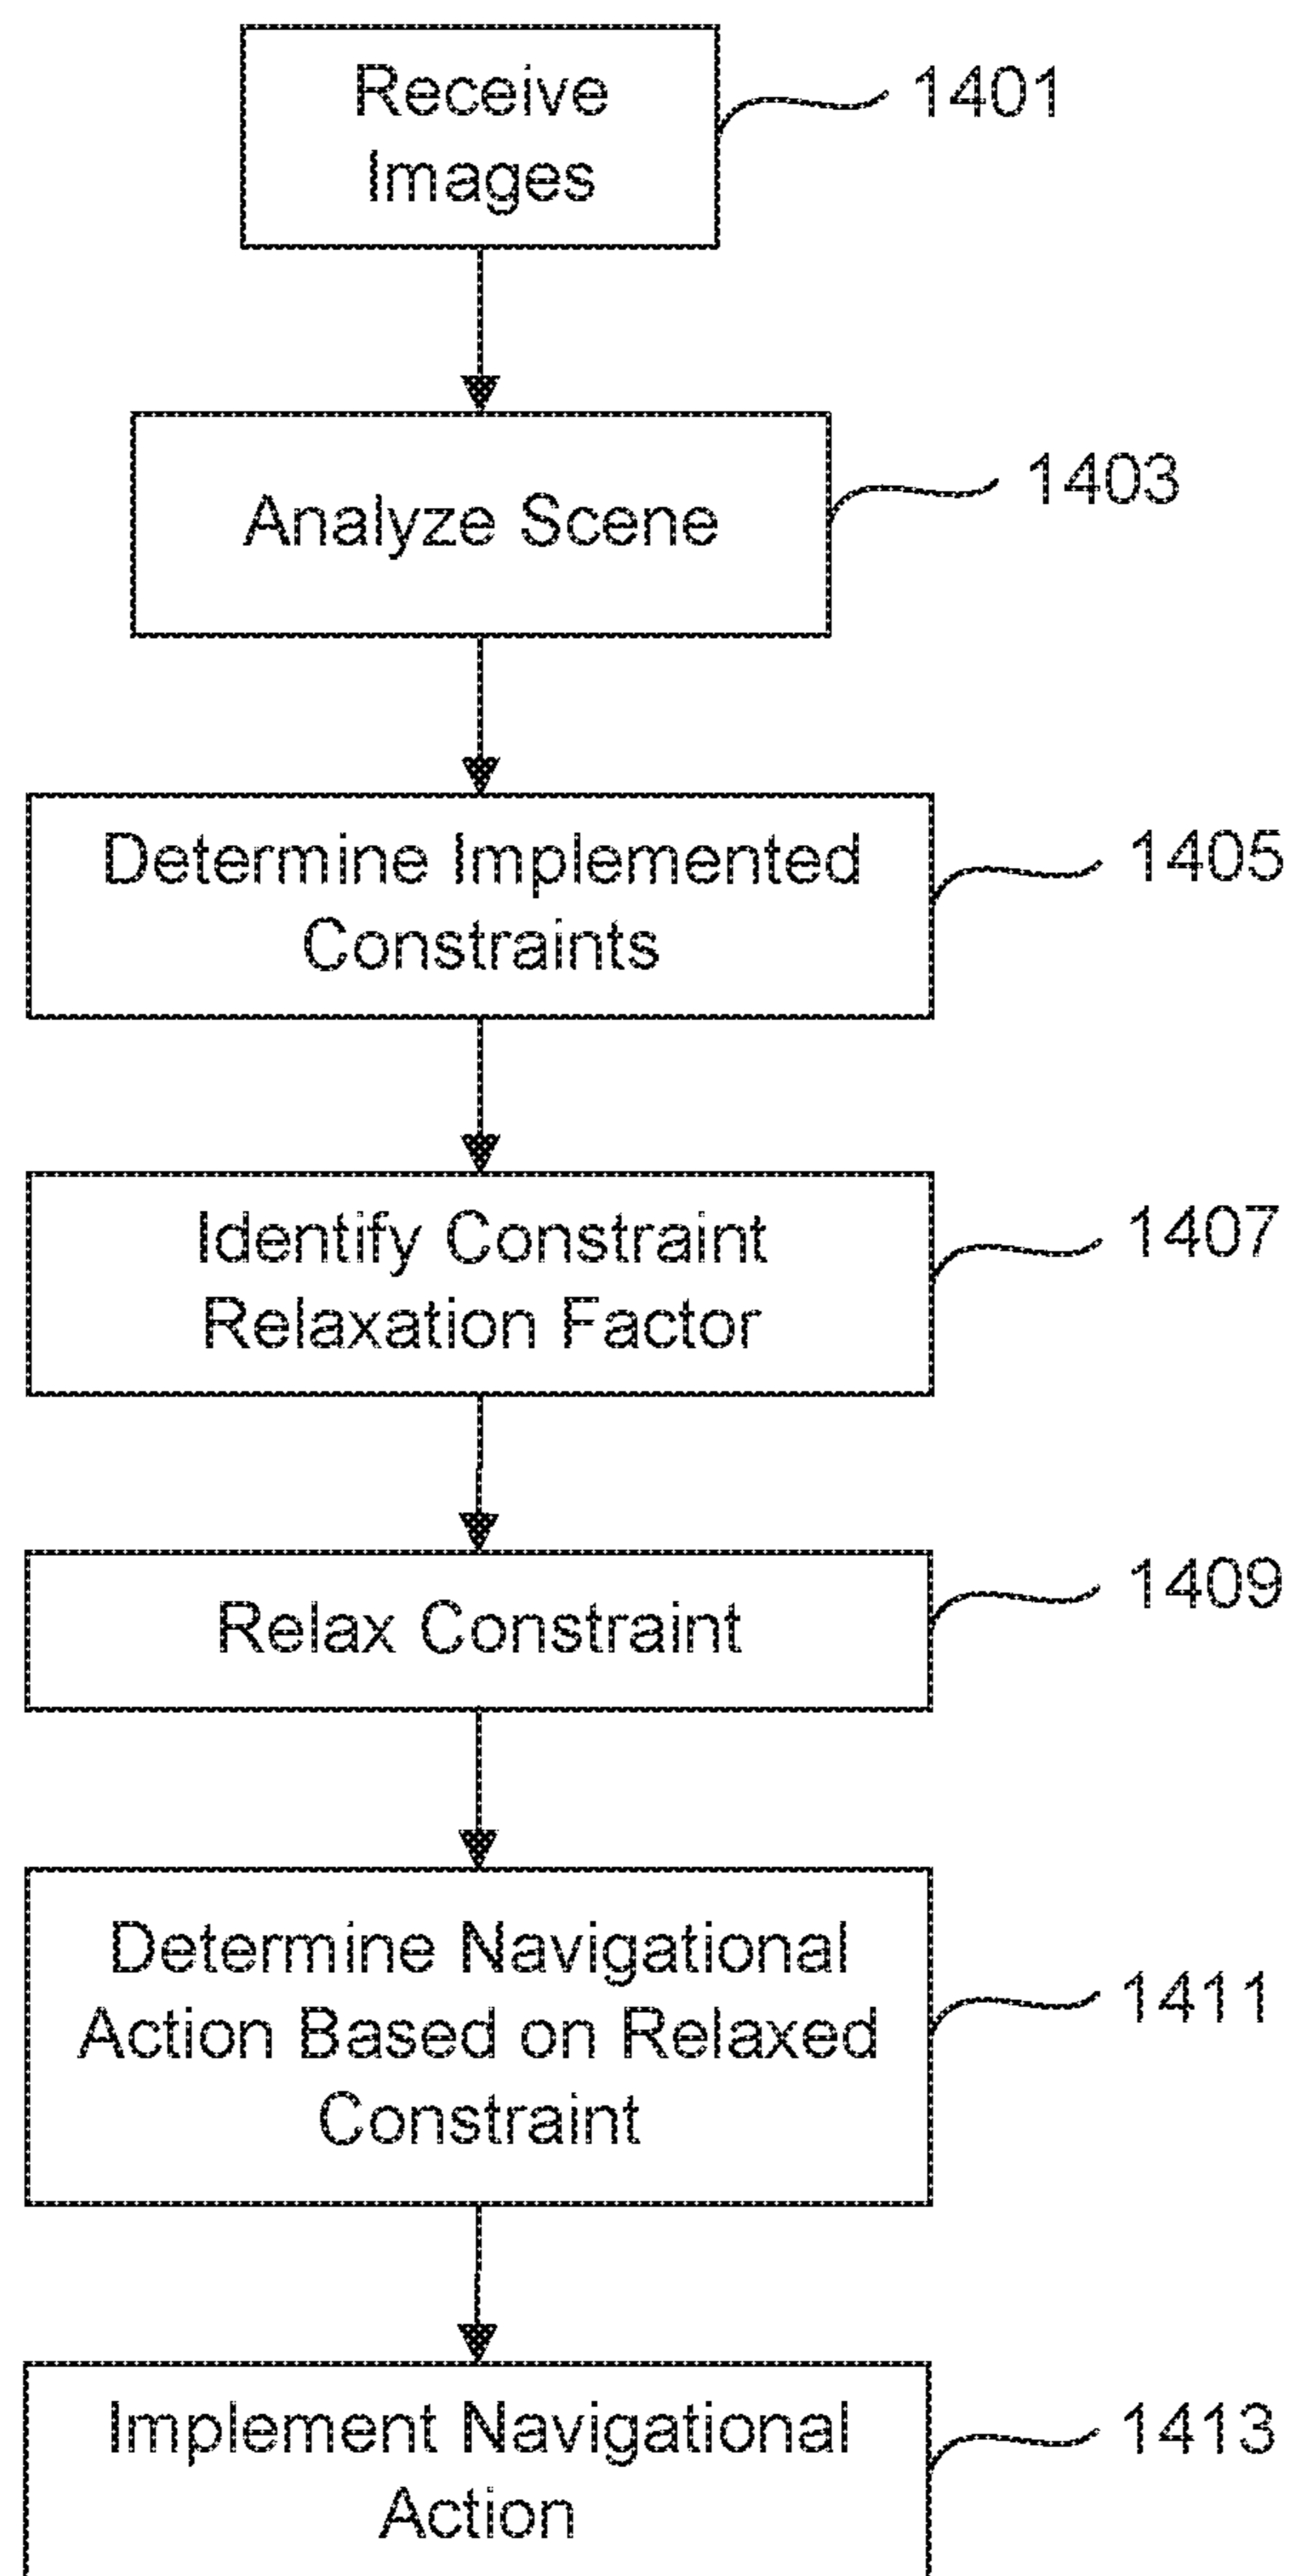 Receive
Images
1401
Analyze Scene
1403
Determine Implemented
Constraints
1405
Identify Constraint
Relaxation Factor
1407
Relax Constraint
1409
Determine Navigational
Action Based on Relaxed
Constraint
1411
Implement Navigational
Action
1413